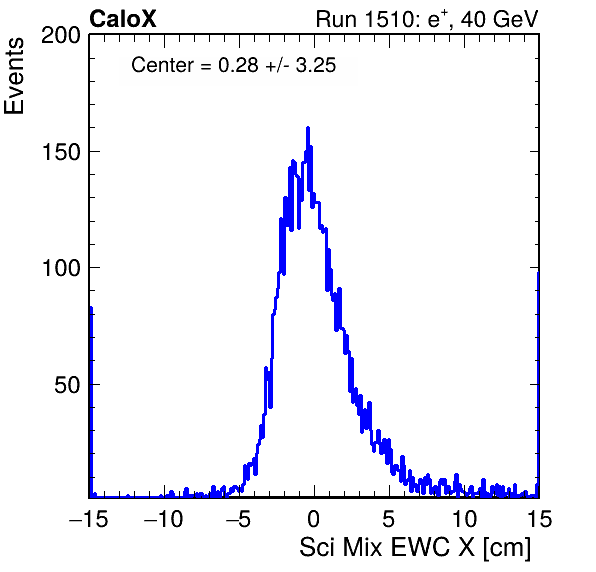 CaloX Run 1510: e+, 40 GeV
Center = 0.28 +/- 3.25
Events
200
150
100
50
−15 −10 −5 0 5 10 15
Sci Mix EWC X [cm]